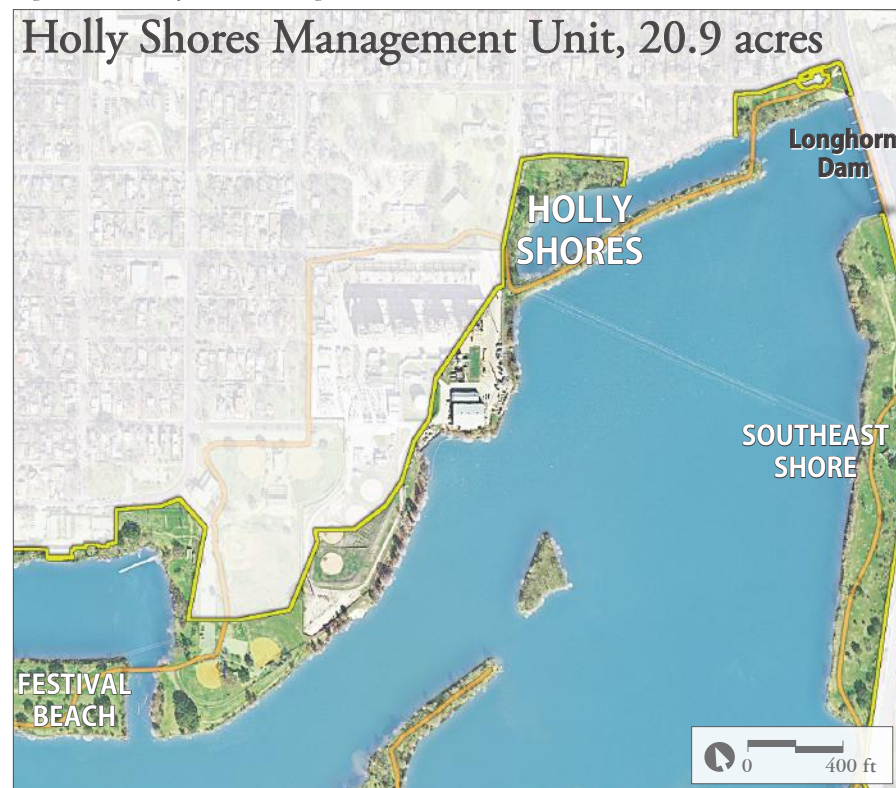 Holly Shores Management Unit, 20.9 acres
Longhorn
Dam
HOLLY
SHORES
SOUTHEAST
SHORE
FESTIVAL
BEACH
0 400 ft